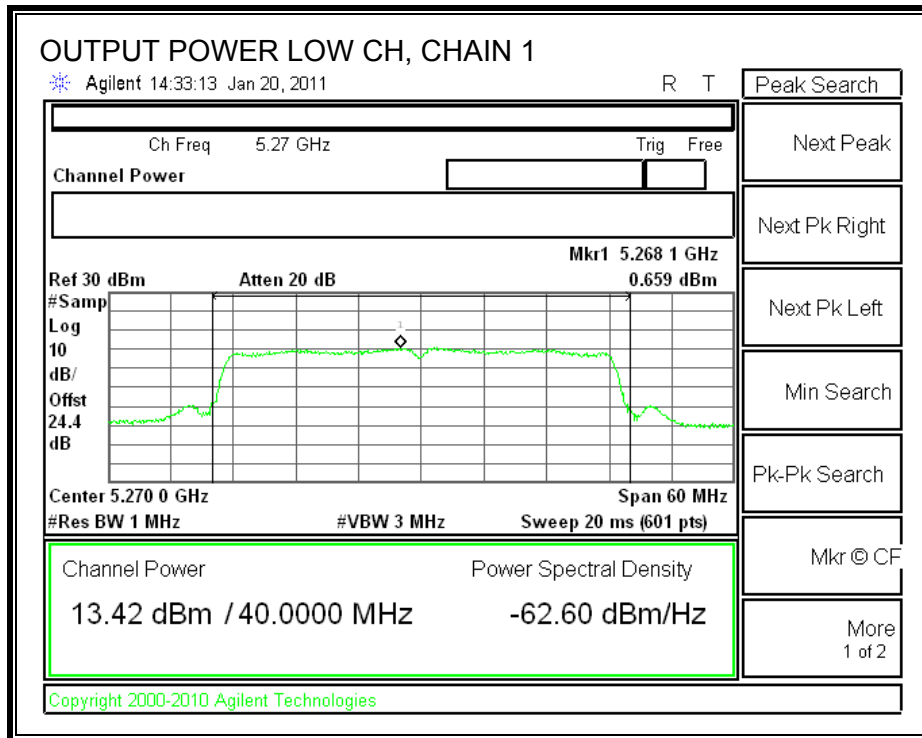 OUTPUT POWER LOW CH, CHAIN 1
Agilent 14:33:13 Jan 20, 2011 R T
Peak Search
Ch Freq 5.27 GHz Trig Free
Channel Power
Next Peak
Next Pk Right
Mkr1 5.268 1 GHz
Ref 30 dBm Atten 20 dB 0.659 dBm
#Samp
Log
10
dB/
Offst
24.4
dB
1
Next Pk Left
Min Search
Pk-Pk Search
Center 5.270 0 GHz Span 60 MHz
#Res BW 1 MHz #VBW 3 MHz Sweep 20 ms (601 pts)
Channel Power Power Spectral Density
13.42 dBm / 40.0000 MHz -62.60 dBm/Hz
Mkr © CF
More
1 of 2
Copyright 2000-2010 Agilent Technologies